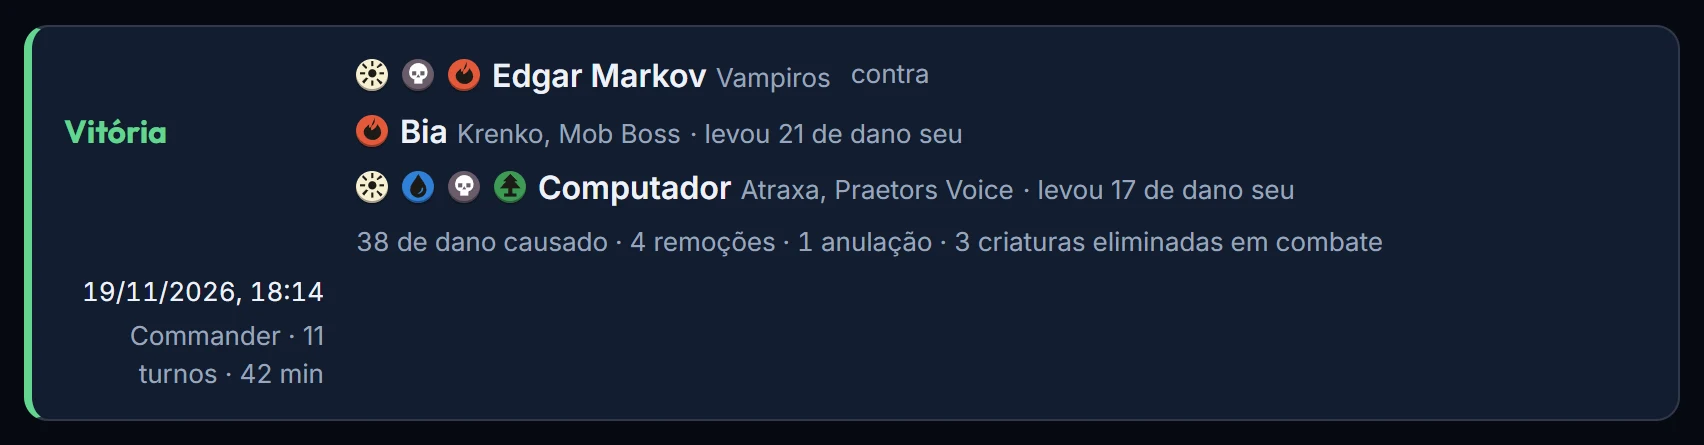 Edgar Markov Vampiros contra
Vitória
Bia Krenko, Mob Boss · levou 21 de dano seu
Computador Atraxa, Praetors Voice · levou 17 de dano seu
38 de dano causado · 4 remoções · 1 anulação · 3 criaturas eliminadas em combate
19/11/2026, 18:14
Commander · 11
turnos · 42 min